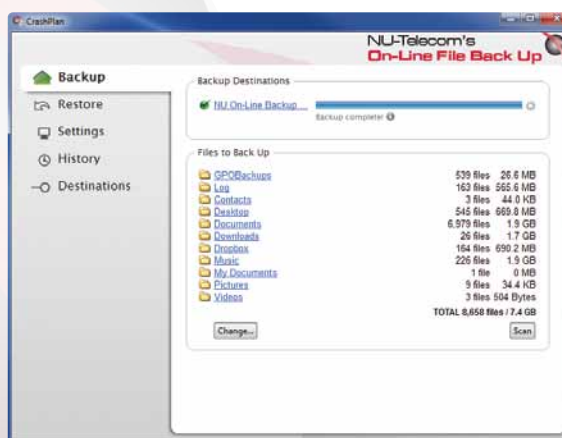 CrashPlan
NU-Telecom's
On-Line File Back Up
Backup
Restore
Settings
History
Destinations
Backup Destinations
NU On-Line Backup ...
Backup complete!
Files to Back Up
GPOBackups 539 files 26.6 MB
Log 163 files 565.6 MB
Contacts 3 files 44.0 KB
Desktop 545 files 669.8 MB
Documents 6,979 files 1.9 GB
Downloads 26 files 1.7 GB
Dropbox 164 files 690.2 MB
Music 226 files 1.9 GB
My Documents 1 file 0 MB
Pictures 9 files 34.4 KB
Videos 3 files 504 Bytes
TOTAL 8,658 files / 7.4 GB
Change...
Scan